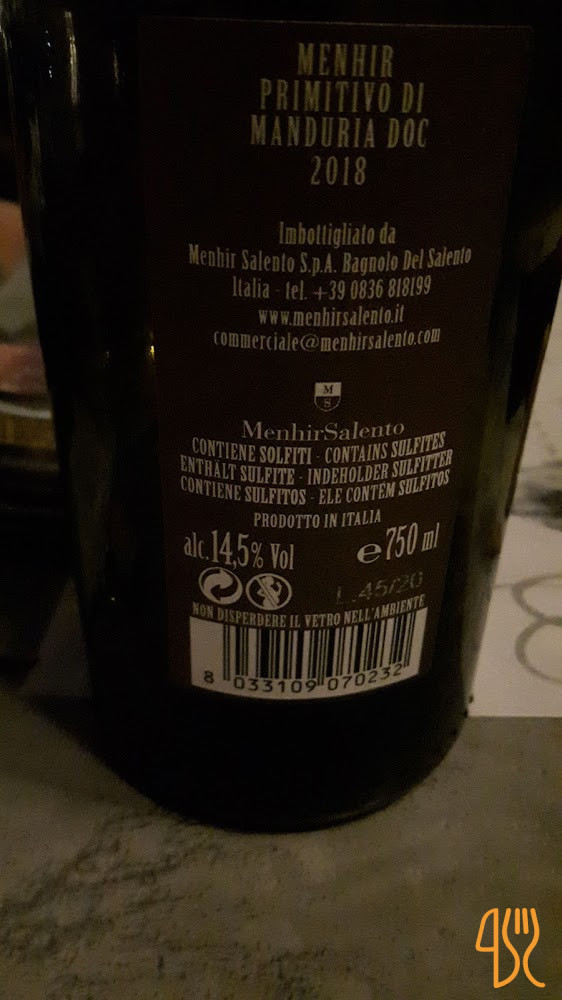 MENHIR
PRIMITIVO DI
MANDURIA DOC
2018
Imbottigliato da
Menhir Salento S.p.A. Bagnolo Del Salento
Italia - tel. +39 0836 818199
www.menhirsalento.it
commerciale@menhirsalento.com
M
S
MenhirSalento
CONTIENE SOLFITI - CONTAINS SULFITES
ENTHÄLT SULFITE - INDEHOLDER SULFITTER
CONTIENE SULFITOS - ELE CONTÉM SULFITOS
PRODOTTO IN ITALIA
alc. 14,5% Vol e 750 ml
L.45/20
NON DISPERDERE IL VETRO NELL'AMBIENTE
8 033109 070232